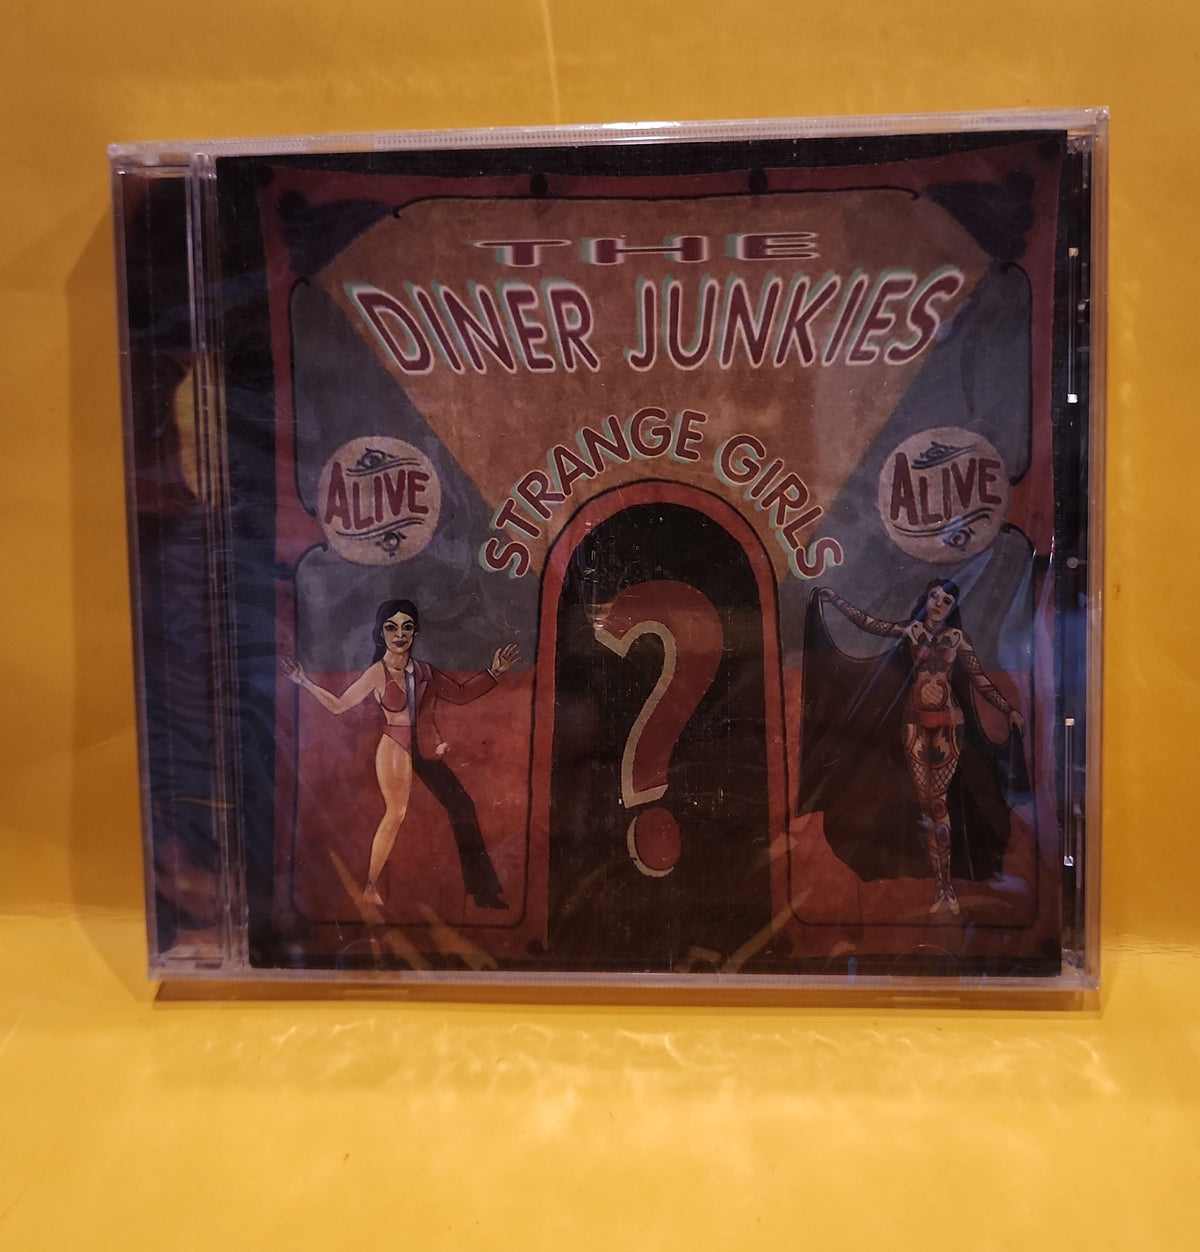 THE
DINER JUNKIES
STRANGE GIRLS
ALIVE
ALIVE
?